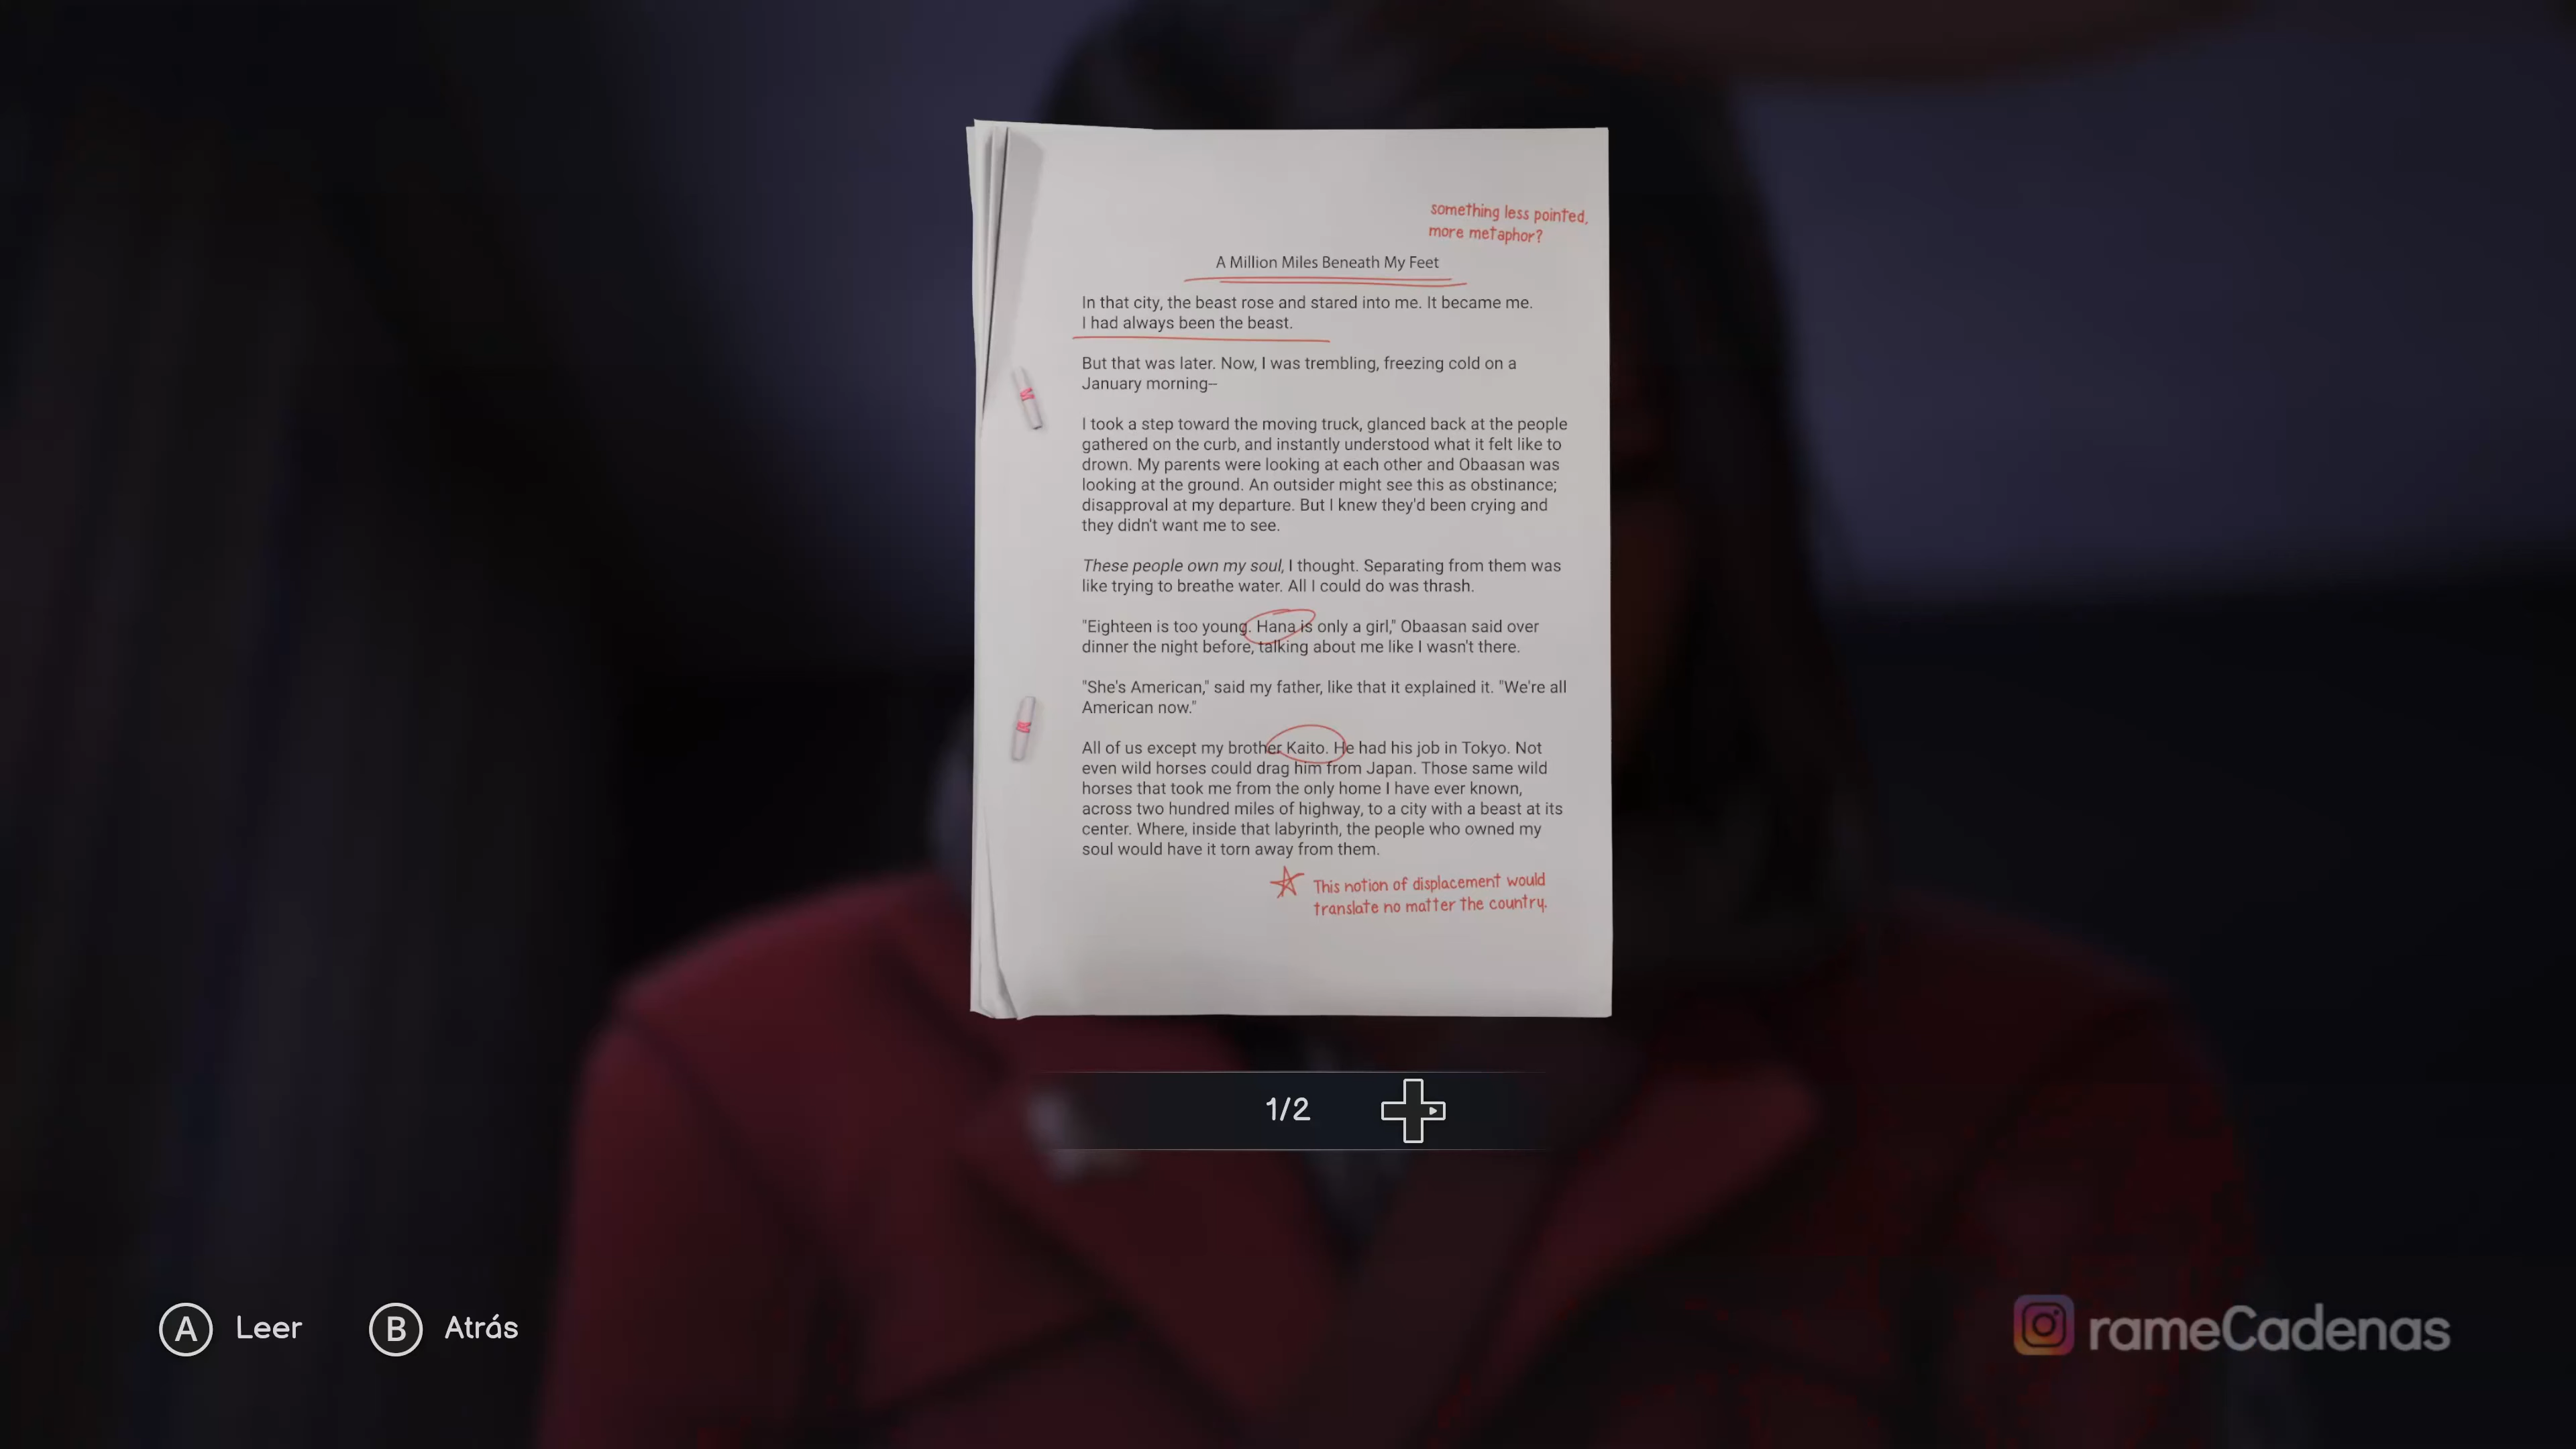 something less pointed,
more metaphor?
A Million Miles Beneath My Feet
In that city, the beast rose and stared into me. It became me.
I had always been the beast.
But that was later. Now, I was trembling, freezing cold on a
January morning--
I took a step toward the moving truck, glanced back at the people
gathered on the curb, and instantly understood what it felt like to
drown. My parents were looking at each other and Obaasan was
looking at the ground. An outsider might see this as obstinance;
disapproval at my departure. But I knew they'd been crying and
they didn't want me to see.
These people own my soul, I thought. Separating from them was
like trying to breathe water. All I could do was thrash.
"Eighteen is too young. Hana is only a girl," Obaasan said over
dinner the night before, talking about me like I wasn't there.
"She's American," said my father, like that it explained it. "We're all
American now."
All of us except my brother Kaito. He had his job in Tokyo. Not
even wild horses could drag him from Japan. Those same wild
horses that took me from the only home I have ever known,
across two hundred miles of highway, to a city with a beast at its
center. Where, inside that labyrinth, the people who owned my
soul would have it torn away from them.
This notion of displacement would
translate no matter the country.
1/2
A Leer B Atrás
rameCadenas